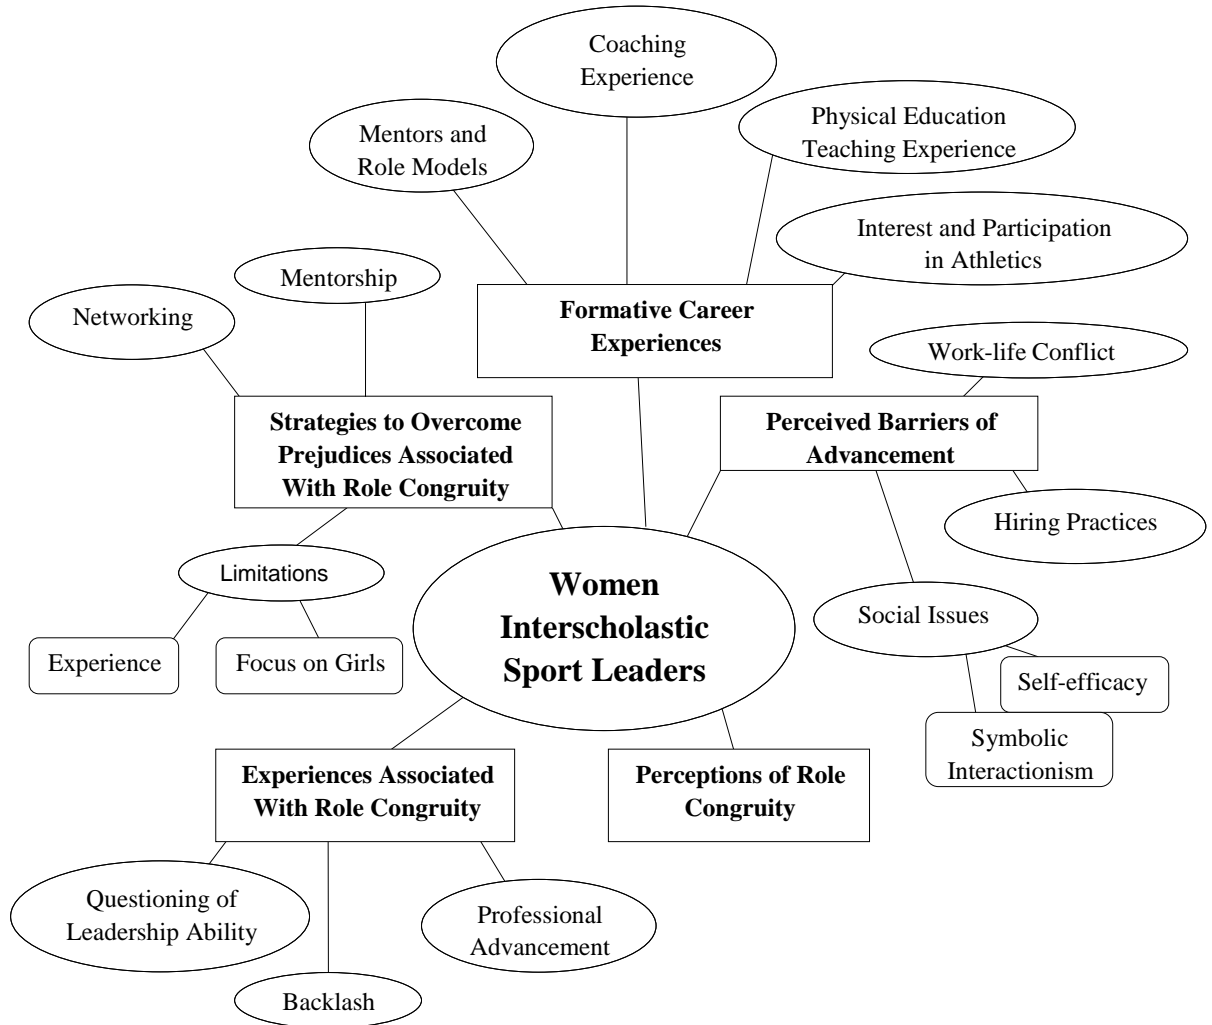 Coaching
Experience
Mentors and
Role Models
Physical Education
Teaching Experience
Interest and Participation
in Athletics
Mentorship
Networking
Formative Career
Experiences
Work-life Conflict
Strategies to Overcome
Prejudices Associated
With Role Congruity
Perceived Barriers of
Advancement
Hiring Practices
Limitations
Experience
Focus on Girls
Women
Interscholastic
Sport Leaders
Social Issues
Self-efficacy
Symbolic
Interactionism
Experiences Associated
With Role Congruity
Perceptions of Role
Congruity
Questioning of
Leadership Ability
Professional
Advancement
Backlash